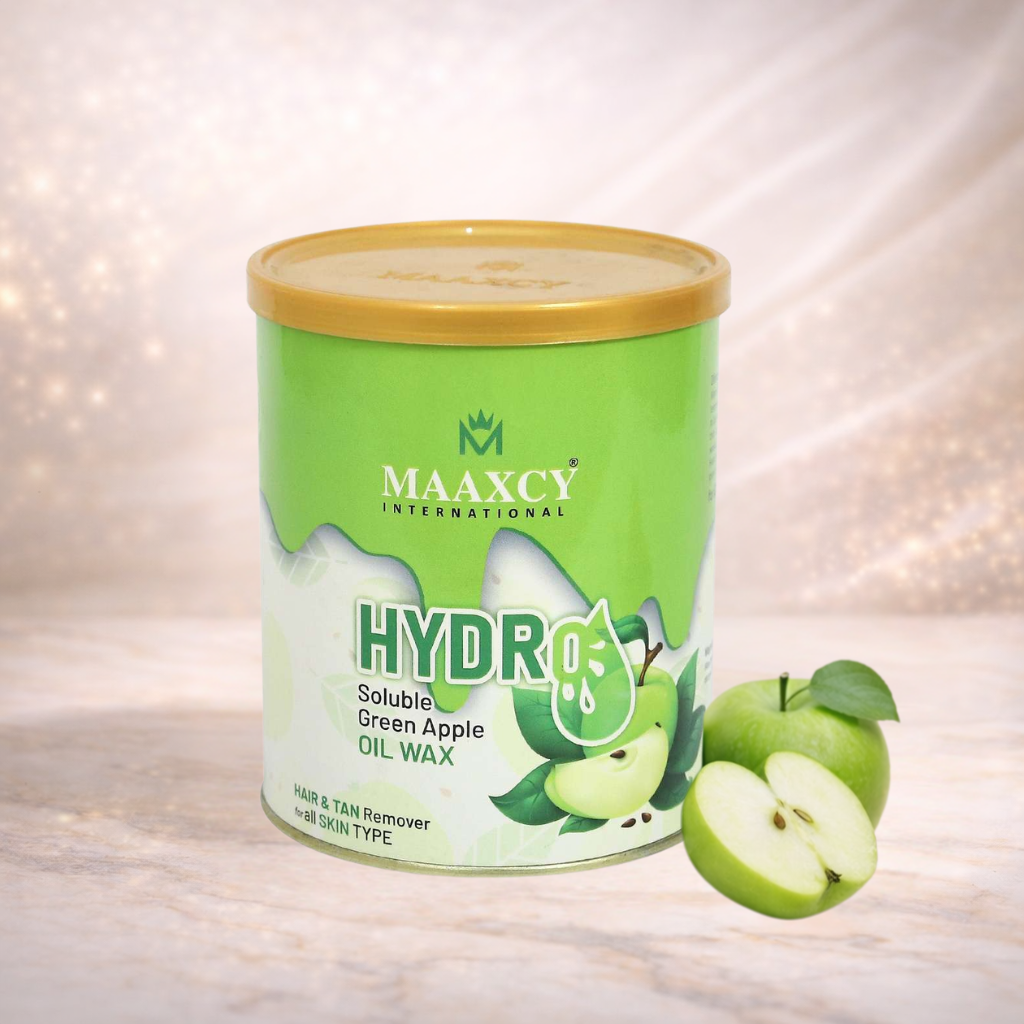 MAAXCY
MAAXCY®
INTERNATIONAL
HYDRO
Soluble
Green Apple
OIL WAX
HAIR & TAN Remover
for all SKIN TYPE